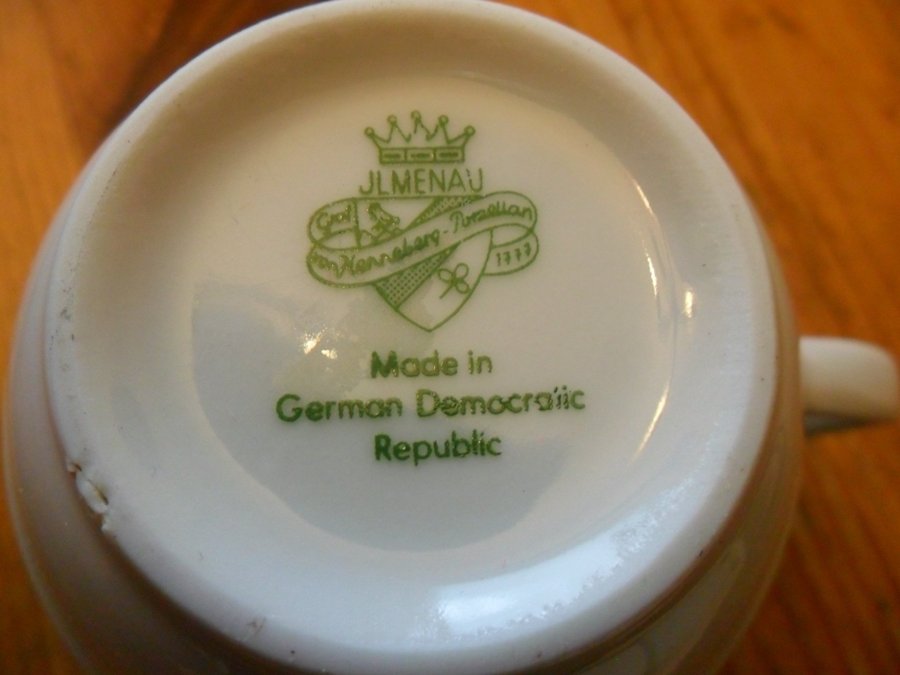 JLMENAU
Graf
von Henneberg-Porzellan
1777
Made in
German Democratic
Republic